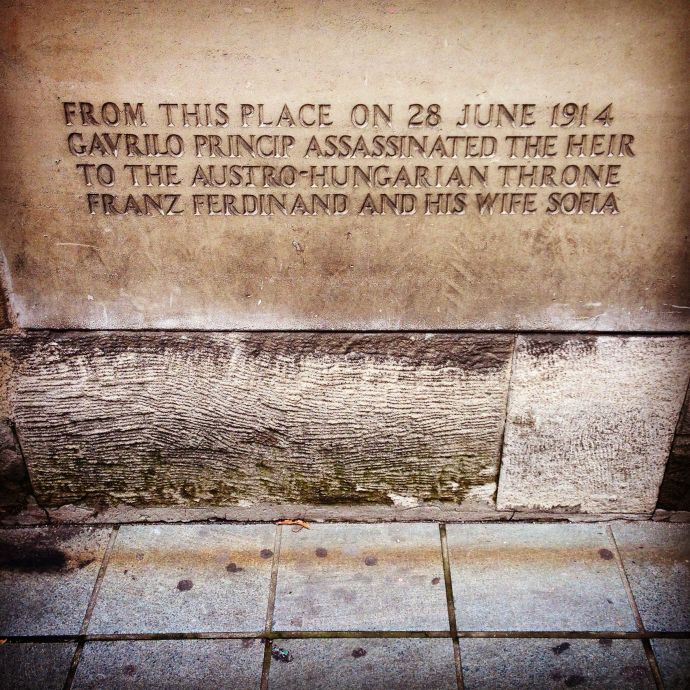 FROM THIS PLACE ON 28 JUNE 1914
GAVRILO PRINCIP ASSASSINATED THE HEIR
TO THE AUSTRO-HUNGARIAN THRONE
FRANZ FERDINAND AND HIS WIFE SOFIA